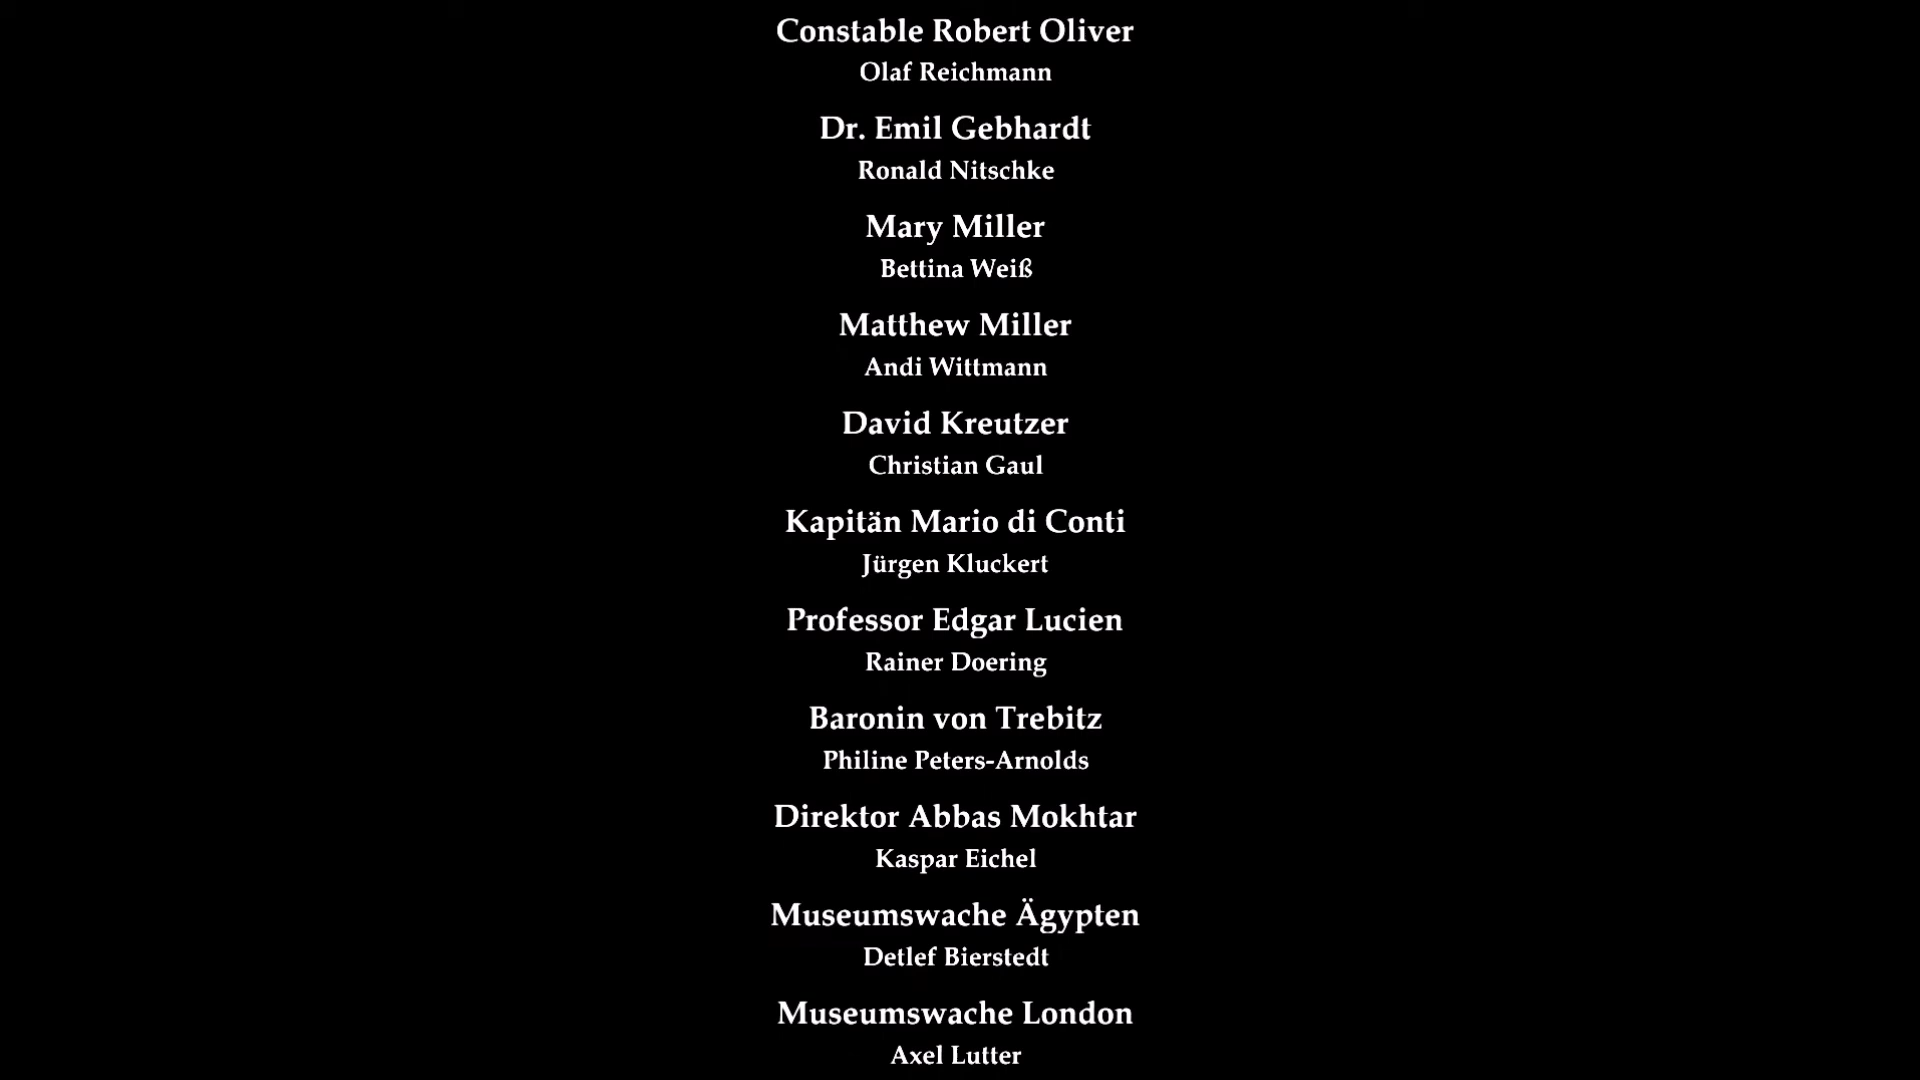 Constable Robert Oliver
Olaf Reichmann
Dr. Emil Gebhardt
Ronald Nitschke
Mary Miller
Bettina Weiß
Matthew Miller
Andi Wittmann
David Kreutzer
Christian Gaul
Kapitän Mario di Conti
Jürgen Kluckert
Professor Edgar Lucien
Rainer Doering
Baronin von Trebitz
Philine Peters-Arnolds
Direktor Abbas Mokhtar
Kaspar Eichel
Museumswache Ägypten
Detlef Bierstedt
Museumswache London
Axel Lutter